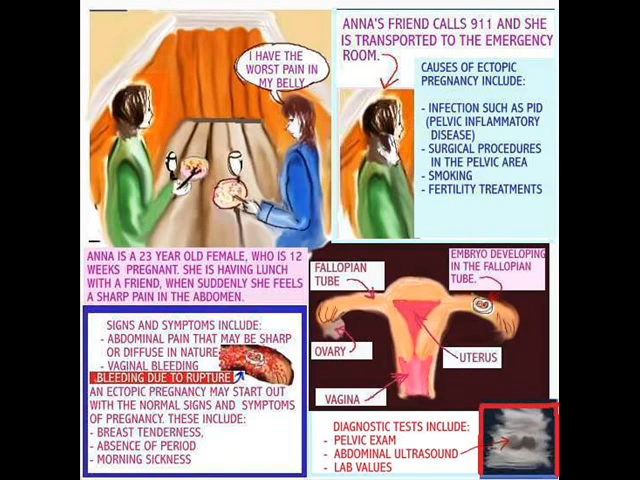 I HAVE THE
WORST PAIN IN
MY BELLY.
ANNA'S FRIEND CALLS 911 AND SHE
IS TRANSPORTED TO THE EMERGENCY
ROOM.
CAUSES OF ECTOPIC
PREGNANCY INCLUDE:
- INFECTION SUCH AS PID
(PELVIC INFLAMMATORY
DISEASE)
- SURGICAL PROCEDURES
IN THE PELVIC AREA
- SMOKING
- FERTILITY TREATMENTS
ANNA IS A 23 YEAR OLD FEMALE, WHO IS 12
WEEKS PREGNANT. SHE IS HAVING LUNCH
WITH A FRIEND, WHEN SUDDENLY SHE FEELS
A SHARP PAIN IN THE ABDOMEN.
FALLOPIAN
TUBE
EMBRYO DEVELOPING
IN THE FALLOPIAN
TUBE.
OVARY
UTERUS
VAGINA
SIGNS AND SYMPTOMS INCLUDE:
- ABDOMINAL PAIN THAT MAY BE SHARP
OR DIFFUSE IN NATURE
- VAGINAL BLEEDING
BLEEDING DUE TO RUPTURE
AN ECTOPIC PREGNANCY MAY START OUT
WITH THE NORMAL SIGNS AND SYMPTOMS
OF PREGNANCY. THESE INCLUDE:
- BREAST TENDERNESS,
- ABSENCE OF PERIOD
- MORNING SICKNESS
DIAGNOSTIC TESTS INCLUDE:
- PELVIC EXAM
- ABDOMINAL ULTRASOUND
- LAB VALUES